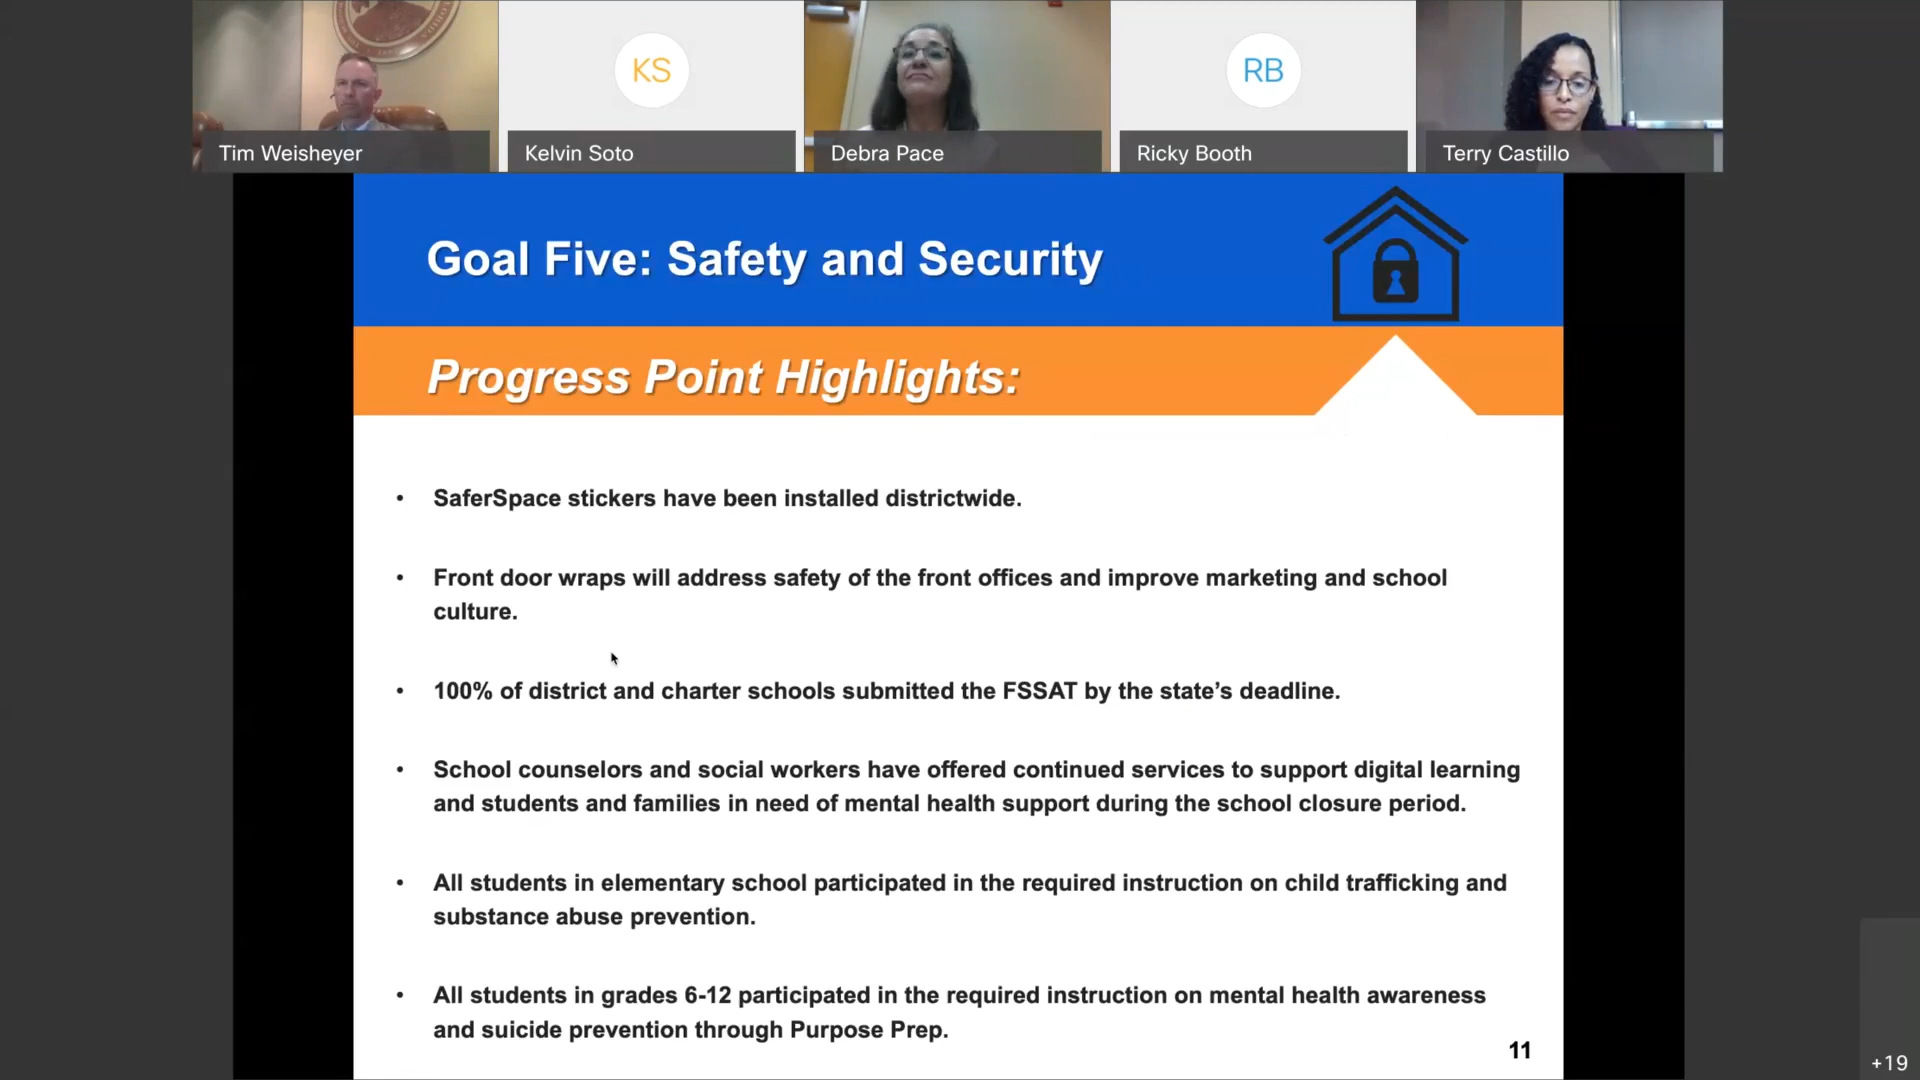 KS
RB
Tim Weisheyer
Kelvin Soto
Debra Pace
Ricky Booth
Terry Castillo
Goal Five: Safety and Security
Progress Point Highlights:
• SaferSpace stickers have been installed districtwide.
• Front door wraps will address safety of the front offices and improve marketing and school
culture.
• 100% of district and charter schools submitted the FSSAT by the state’s deadline.
• School counselors and social workers have offered continued services to support digital learning
and students and families in need of mental health support during the school closure period.
• All students in elementary school participated in the required instruction on child trafficking and
substance abuse prevention.
• All students in grades 6-12 participated in the required instruction on mental health awareness
and suicide prevention through Purpose Prep.
11
+19